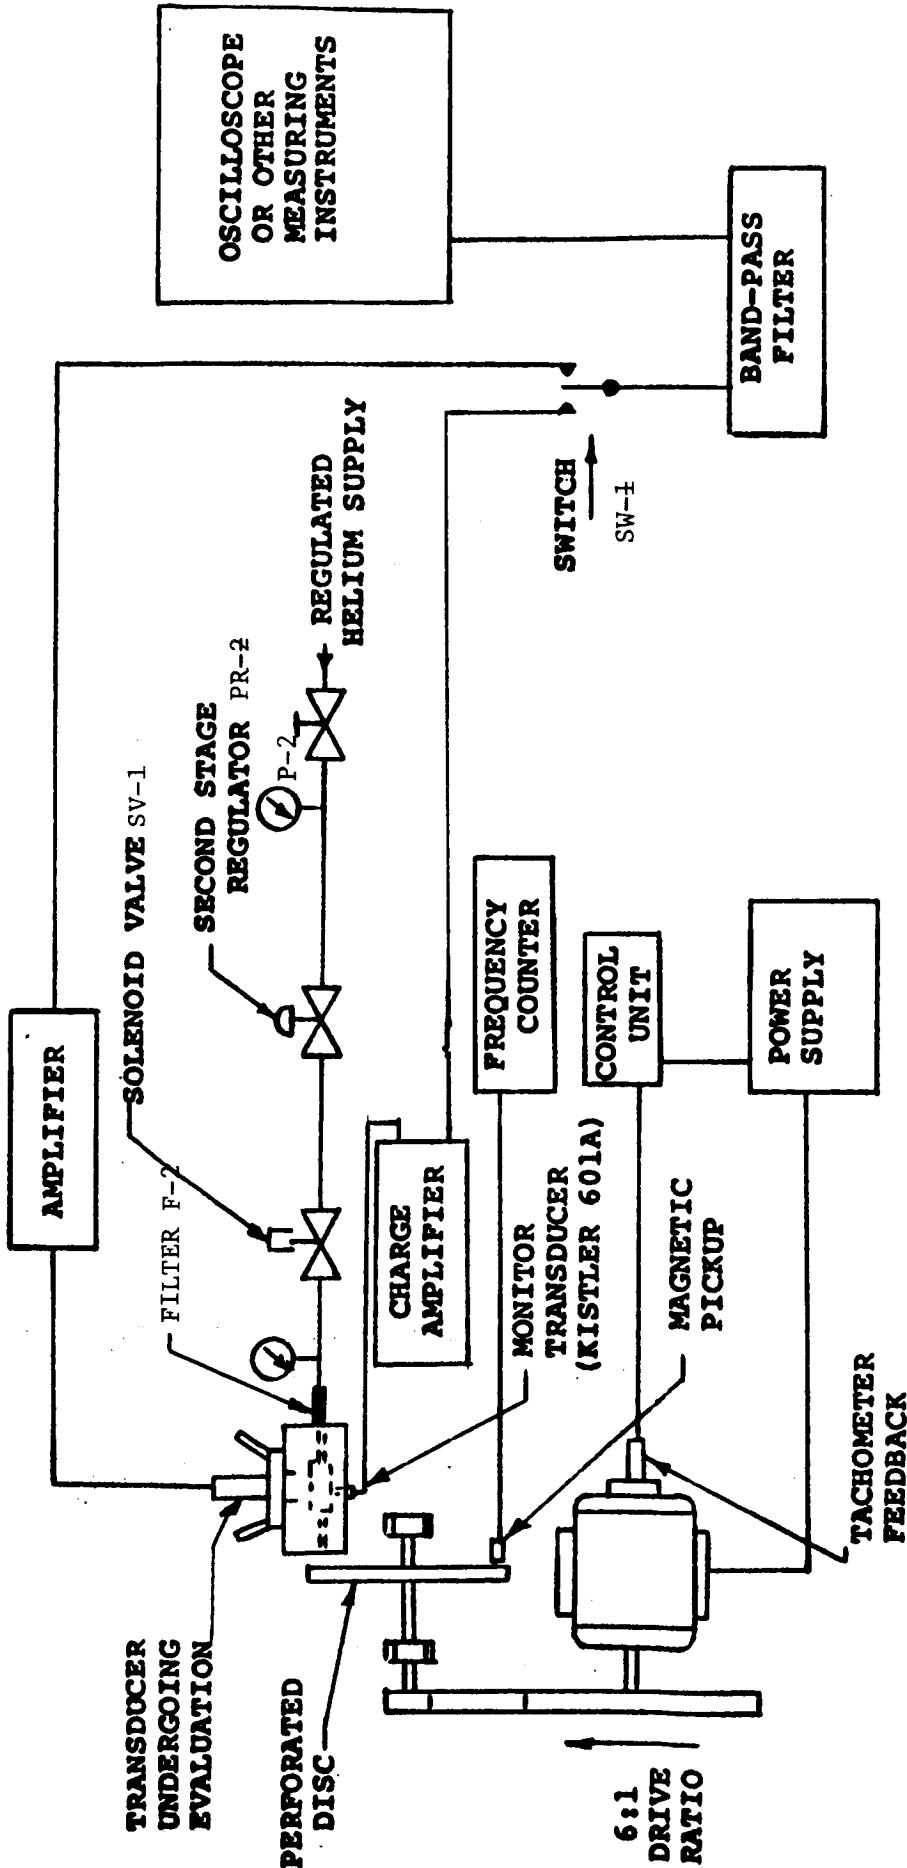 TRANSDUCER
UNDERGOING
EVALUATION
AMPLIFIER
FILTER F-2
SOLENOID VALVE SV-1
SECOND STAGE
REGULATOR PR-2
P-2
REGULATED
HELIUM SUPPLY
OSCILLOSCOPE
OR OTHER
MEASURING
INSTRUMENTS
PERFORATED
DISC
CHARGE
AMPLIFIER
MONITOR
TRANSDUCER
(KISTLER 601A)
FREQUENCY
COUNTER
SWITCH
SW-1
BAND-PASS
FILTER
MAGNETIC
PICKUP
CONTROL
UNIT
POWER
SUPPLY
6:1
DRIVE
RATIO
TACHOMETER
FEEDBACK